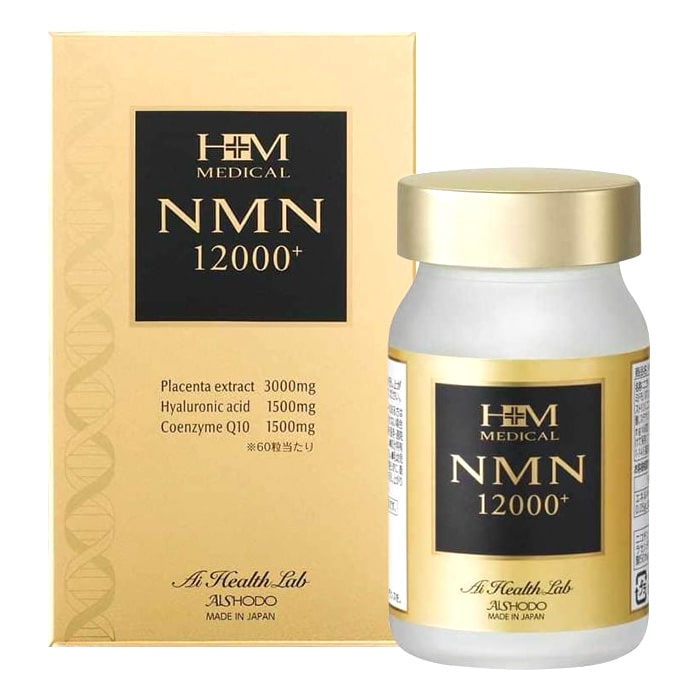 H+M
MEDICAL
NMN
12000+
Placenta extract 3000mg
Hyaluronic acid 1500mg
Coenzyme Q10 1500mg
※60粒当たり
Ai Health Lab
AISHODO
MADE IN JAPAN
H+M
MEDICAL
NMN
12000+
Ai Health Lab
AISHODO
MADE IN JAPAN